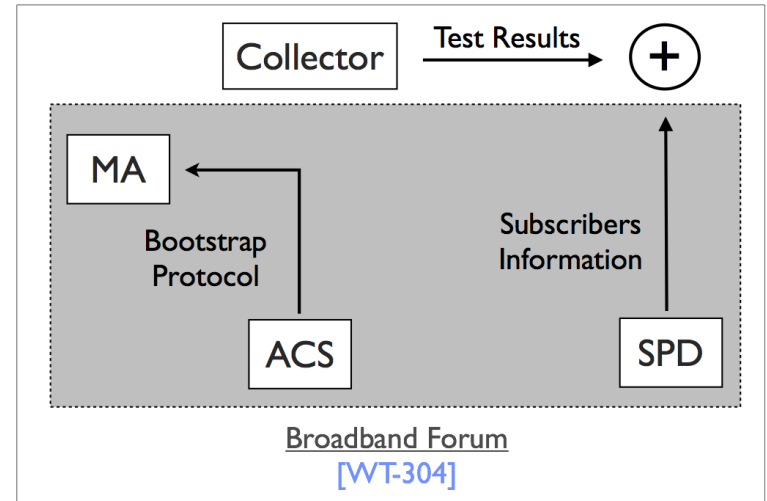 Collector
Test Results
+
MA
Bootstrap
Protocol
Subscribers
Information
ACS
SPD
Broadband Forum
[WT-304]